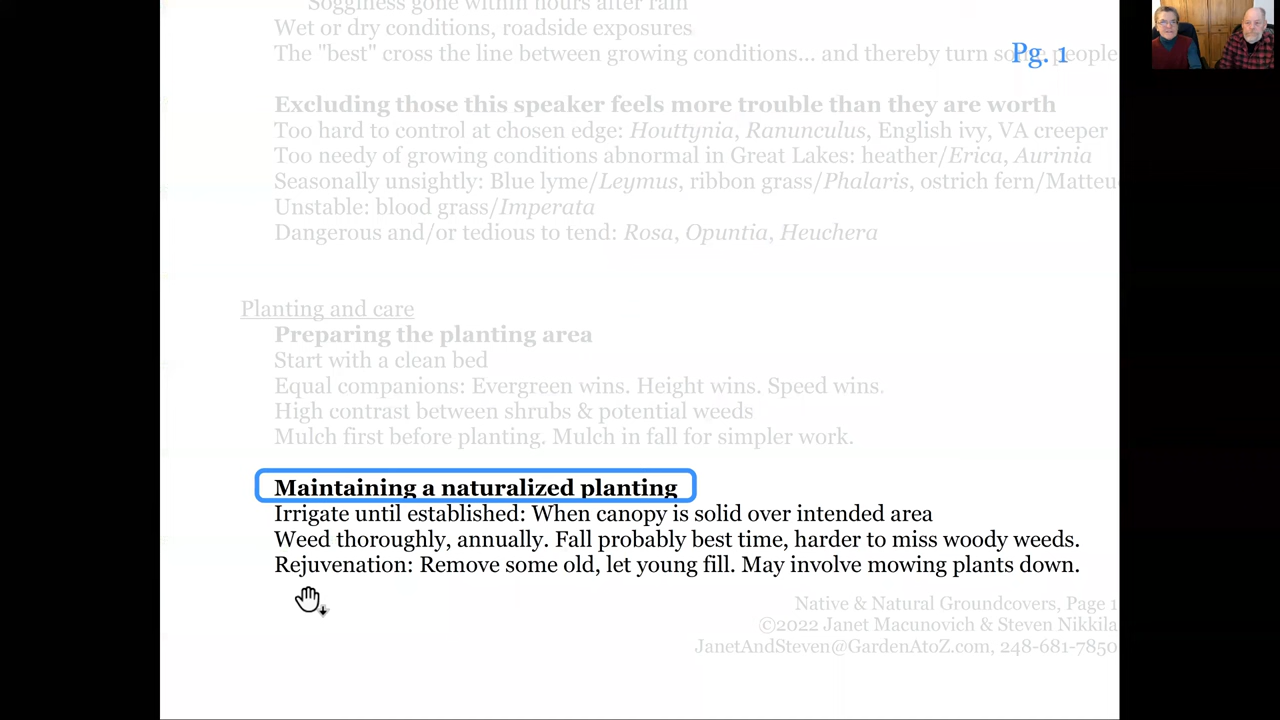 Sogginess gone within hours after rain
Wet or dry conditions, roadside exposures.
The "best" cross the line between growing conditions... and thereby turn people
Pg. 1
Excluding those this speaker feels more trouble than they are worth
Too hard to control at chosen edge: Houttynia, Ranunculus, English ivy, VA creeper
Too needy of growing conditions abnormal in Great Lakes: heather/Erica, Aurinia
Seasonally unsightly: Blue lyme/Leymus, ribbon grass/Phalaris, ostrich fern/Matteu
Unstable: blood grass/Imperata
Dangerous and/or tedious to tend: Rosa, Opuntia, Heuchera
Planting and care
Preparing the planting area
Start with a clean bed
Equal companions: Evergreen wins. Height wins. Speed wins.
High contrast between shrubs & potential weeds
Mulch first before planting. Mulch in fall for simpler work.
Maintaining a naturalized planting
Irrigate until established: When canopy is solid over intended area
Weed thoroughly, annually. Fall probably best time, harder to miss woody weeds.
Rejuvenation: Remove some old, let young fill. May involve mowing plants down.
Native & Natural Groundcovers, Page 1
©2022 Janet Macunovich & Steven Nikkila
JanetAndSteven@GardenAtoZ.com, 248-681-7850